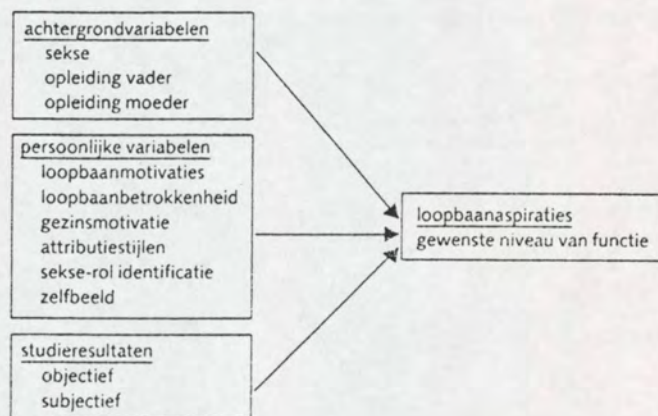 achtergrondvariabelen
sekse
opleiding vader
opleiding moeder
persoonlijke variabelen
loopbaanmotivaties
loopbaanbetrokkenheid
gezinsmotivatie
attributiestijlen
sekse-rol identificatie
zelfbeeld
studieresultaten
objectief
subjectief
loopbaanaspiraties
gewenste niveau van functie